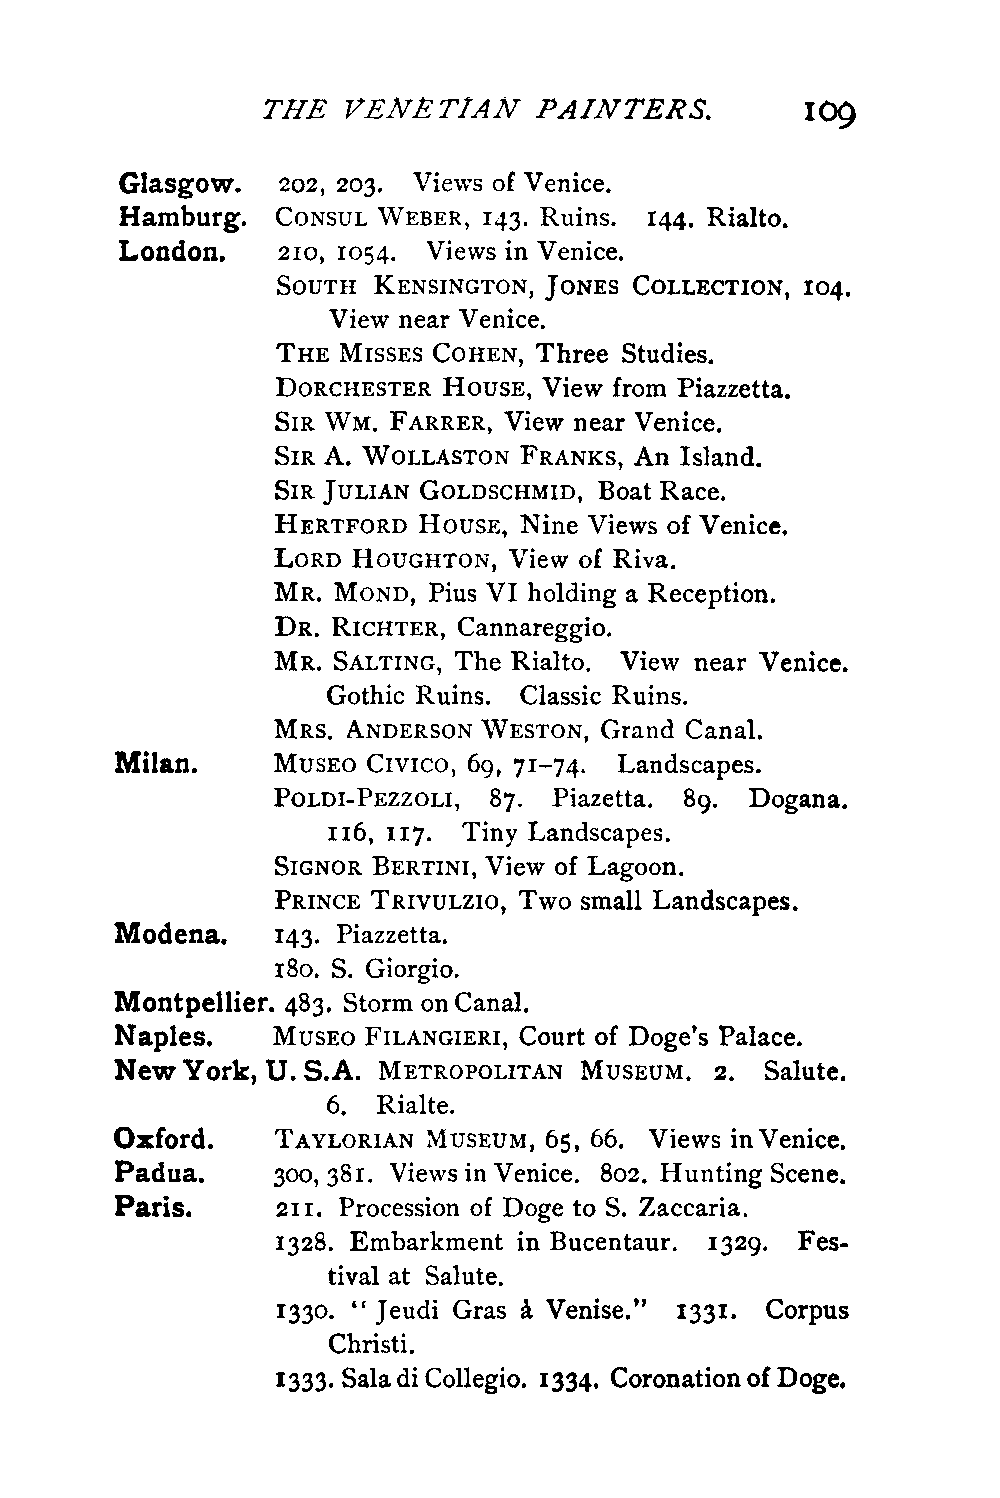 THE VENETIAN PAINTERS. 109
Glasgow. 202, 203. Views of Venice.
Hamburg. CONSUL WEBER, 143. Ruins. 144. Rialto.
London. 210, 1054. Views in Venice.
SOUTH KENSINGTON, JONES COLLECTION, 104.
View near Venice.
THE MISSES COHEN, Three Studies.
DORCHESTER HOUSE, View from Piazzetta.
SIR WM. FARRER, View near Venice.
SIR A. WOLLASTON FRANKS, An Island.
SIR JULIAN GOLDSCHMID, Boat Race.
HERTFORD HOUSE, Nine Views of Venice.
LORD HOUGHTON, View of Riva.
MR. MOND, Pius VI holding a Reception.
DR. RICHTER, Cannareggio.
MR. SALTING, The Rialto. View near Venice.
Gothic Ruins. Classic Ruins.
MRS. ANDERSON WESTON, Grand Canal.
Milan. MUSEO CIVICO, 69, 71–74. Landscapes.
POLDI-PEZZOLI, 87. Piazetta. 89. Dogana.
116, 117. Tiny Landscapes.
SIGNOR BERTINI, View of Lagoon.
PRINCE TRIVULZIO, Two small Landscapes.
Modena. 143. Piazzetta.
180. S. Giorgio.
Montpellier. 483. Storm on Canal.
Naples. MUSEO FILANGIERI, Court of Doge's Palace.
New York, U. S.A. METROPOLITAN MUSEUM. 2. Salute.
6. Rialte.
Oxford. TAYLORIAN MUSEUM, 65, 66. Views in Venice.
Padua. 300, 381. Views in Venice. 802. Hunting Scene.
Paris. 211. Procession of Doge to S. Zaccaria.
1328. Embarkment in Bucentaur. 1329. Fes-
tival at Salute.
1330. "Jeudi Gras à Venise." 1331. Corpus
Christi.
1333. Sala di Collegio. 1334. Coronation of Doge.